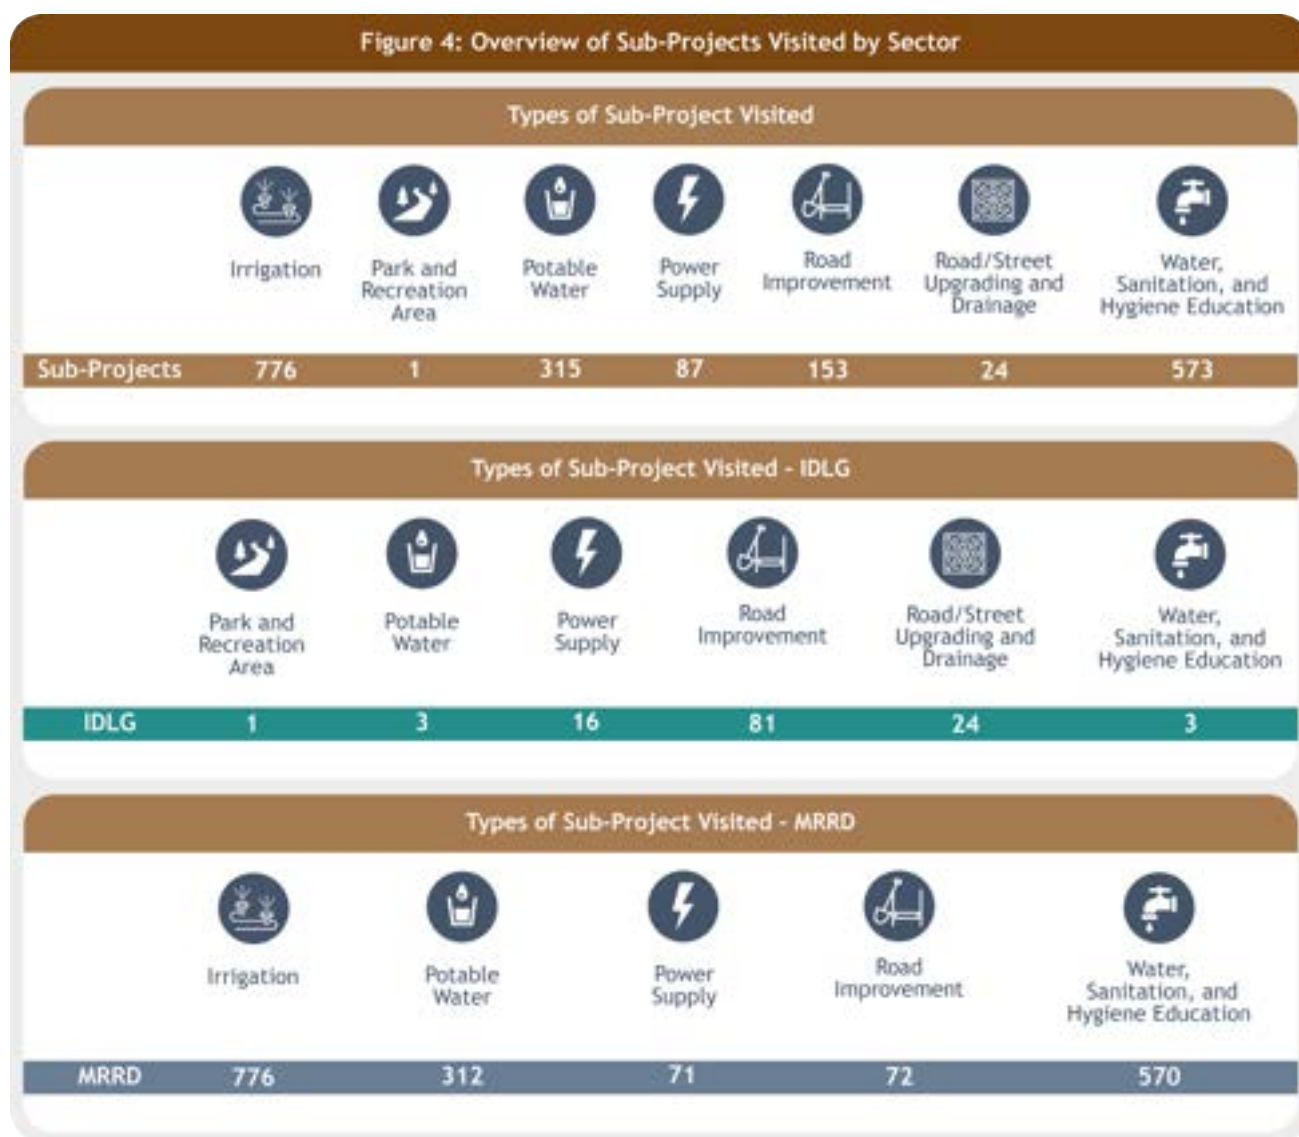 Figure 4: Overview of Sub-Projects Visited by Sector
Types of Sub-Project Visited
Irrigation
Park and
Recreation
Area
Potable
Water
Power
Supply
Road
Improvement
Road/Street
Upgrading and
Drainage
Water,
Sanitation, and
Hygiene Education
Sub-Projects 776 1 315 87 153 24 573
Types of Sub-Project Visited - IDLG
Park and
Recreation
Area
Potable
Water
Power
Supply
Road
Improvement
Road/Street
Upgrading and
Drainage
Water,
Sanitation, and
Hygiene Education
IDLG 1 3 16 81 24 3
Types of Sub-Project Visited - MRRD
Irrigation
Potable
Water
Power
Supply
Road
Improvement
Water,
Sanitation, and
Hygiene Education
MRRD 776 312 71 72 570